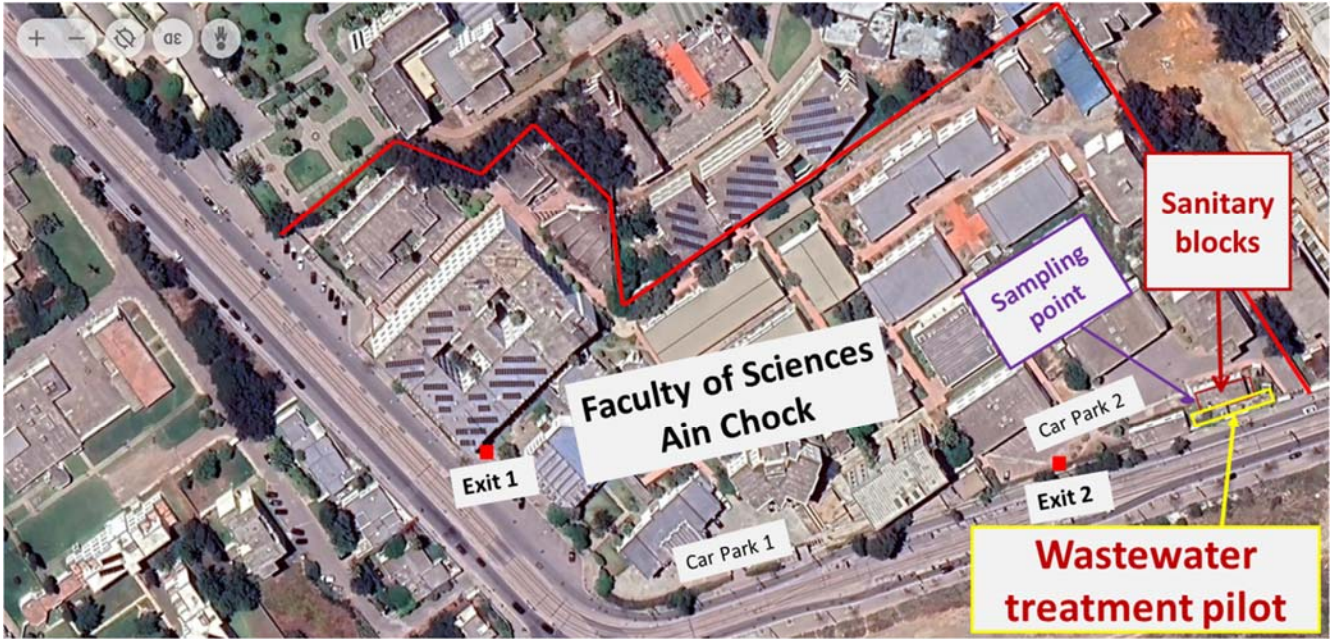 3D
Sanitary
blocks
Sampling
point
Faculty of Sciences
Ain Chock
Car Park 2
Exit 1
Exit 2
Car Park 1
Wastewater
treatment pilot